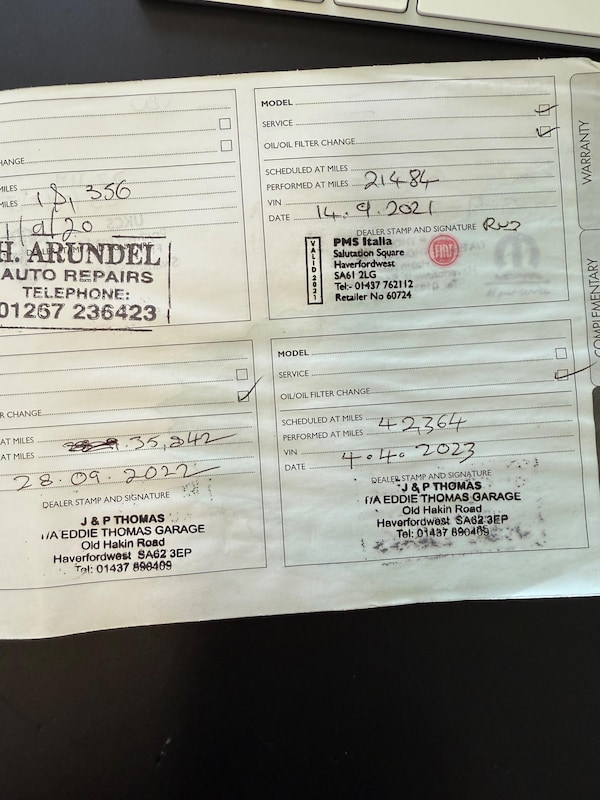 HANGE
MILES 18,356
MILES
H. ARUNDEL
AUTO REPAIRS
TELEPHONE:
01267 236423
MODEL
SERVICE
OIL/OIL FILTER CHANGE
SCHEDULED AT MILES
PERFORMED AT MILES 21484
VIN
DATE 14.9.2021
DEALER STAMP AND SIGNATURE
VALID 2021
PMS Italia
Salutation Square
Haverfordwest
SA61 2LG
Tel:- 01437 762112
Retailer No 60724
FIAT
R CHANGE
AT MILES 35,242
AT MILES
28.09.2022
DEALER STAMP AND SIGNATURE
J & P THOMAS
T/A EDDIE THOMAS GARAGE
Old Hakin Road
Haverfordwest SA62 3EP
Tel: 01437 890409
MODEL
SERVICE
OIL/OIL FILTER CHANGE
SCHEDULED AT MILES
PERFORMED AT MILES 42364
VIN
DATE 4.4.2023
DEALER STAMP AND SIGNATURE
J & P THOMAS
T/A EDDIE THOMAS GARAGE
Old Hakin Road
Haverfordwest SA62 3EP
Tel: 01437 890409
WARRANTY
COMPLEMENTARY